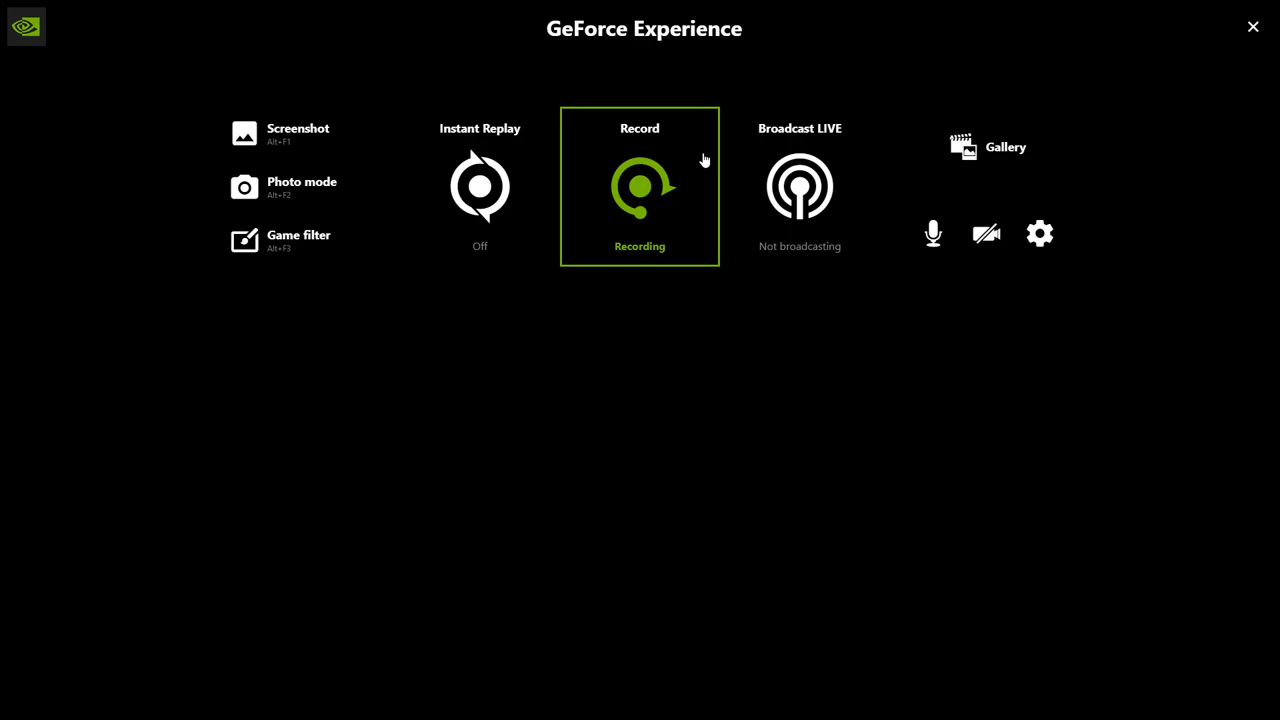 GeForce Experience
Screenshot
Alt+F1
Photo mode
Alt+F2
Game filter
Alt+F3
Instant Replay
Off
Record
Recording
Broadcast LIVE
Not broadcasting
Gallery